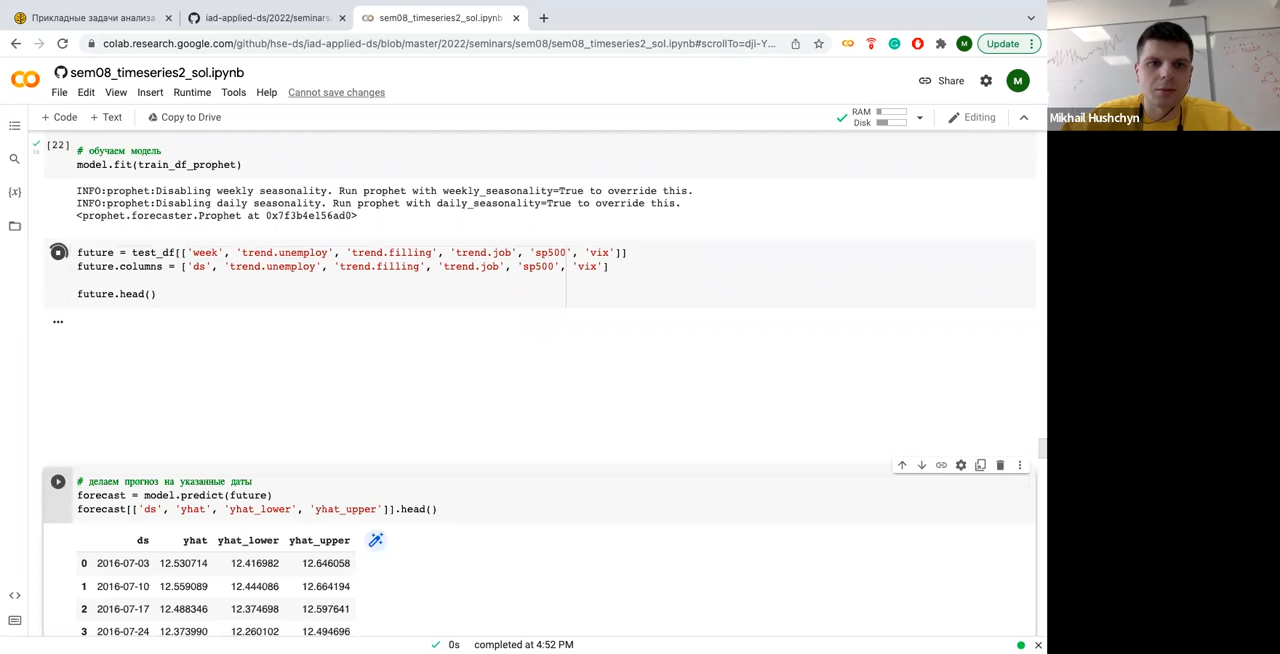 Прикладные задачи анализа
iad-applied-ds/2022/seminars/
sem08_timeseries2_sol.ipynb
colab.research.google.com/github/hse-ds/iad-applied-ds/blob/master/2022/seminars/sem08/sem08_timeseries2_sol.ipynb#scrollTo=dji-Y...
M
Update
sem08_timeseries2_sol.ipynb
Share
M
File Edit View Insert Runtime Tools Help Cannot save changes
+ Code + Text Copy to Drive
RAM
Disk
Editing
Mikhail Hushchyn
[22]
1s
# обучаем модель
model.fit(train_df_prophet)
INFO:prophet:Disabling weekly seasonality. Run prophet with weekly_seasonality=True to override this.
INFO:prophet:Disabling daily seasonality. Run prophet with daily_seasonality=True to override this.
<prophet.forecaster.Prophet at 0x7f3b4e156ad0>
future = test_df[['week', 'trend.unemploy', 'trend.filling', 'trend.job', 'sp500', 'vix']]
future.columns = ['ds', 'trend.unemploy', 'trend.filling', 'trend.job', 'sp500', 'vix']
future.head()
...
# делаем прогноз на указанные даты
forecast = model.predict(future)
forecast[['ds', 'yhat', 'yhat_lower', 'yhat_upper']].head()
ds yhat yhat_lower yhat_upper
0 2016-07-03 12.530714 12.416982 12.646058
1 2016-07-10 12.559089 12.444086 12.664194
2 2016-07-17 12.488346 12.374698 12.597641
3 2016-07-24 12.373990 12.260102 12.494696
0s completed at 4:52 PM